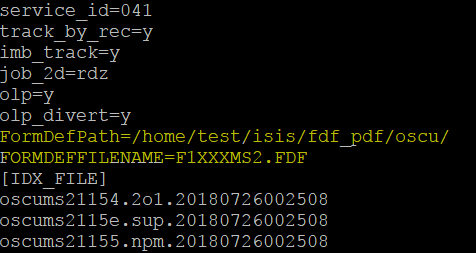 service_id=041
track_by_rec=y
imb_track=y
job_2d=rdz
olp=y
olp_divert=y
FormDefPath=/home/test/isis/fdf_pdf/oscu/
FORMDEFFILENAME=F1XXXMS2.FDF
[IDX_FILE]
oscums21154.2o1.20180726002508
oscums2115e.sup.20180726002508
oscums21155.npm.20180726002508